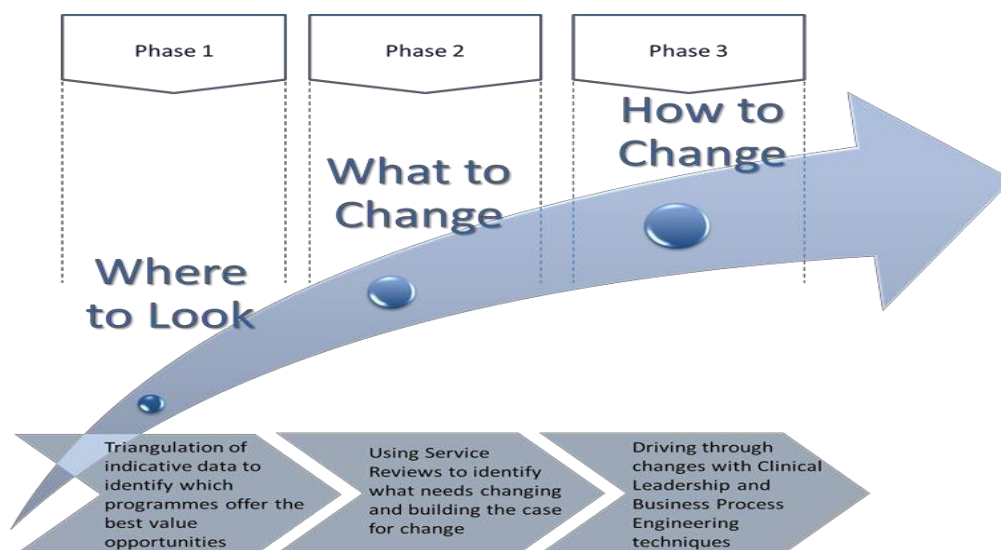 Phase 1
Phase 2
Phase 3
Where
to Look
What to
Change
How to
Change
Triangulation of
indicative data to
identify which
programmes offer the
best value
opportunities
Using Service
Reviews to identify
what needs changing
and building the case
for change
Driving through
changes with Clinical
Leadership and
Business Process
Engineering
techniques